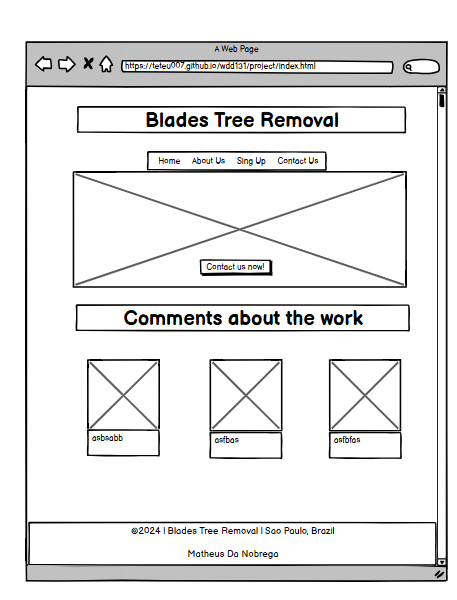 A Web Page
https://teteu007.github.io/wdd131/project/index.html
Blades Tree Removal
Home About Us Sing Up Contact Us
Contact us now!
Comments about the work
asbsabb asfbas asfbfas
©2024 | Blades Tree Removal | Sao Paulo, Brazil
Matheus Da Nobrega